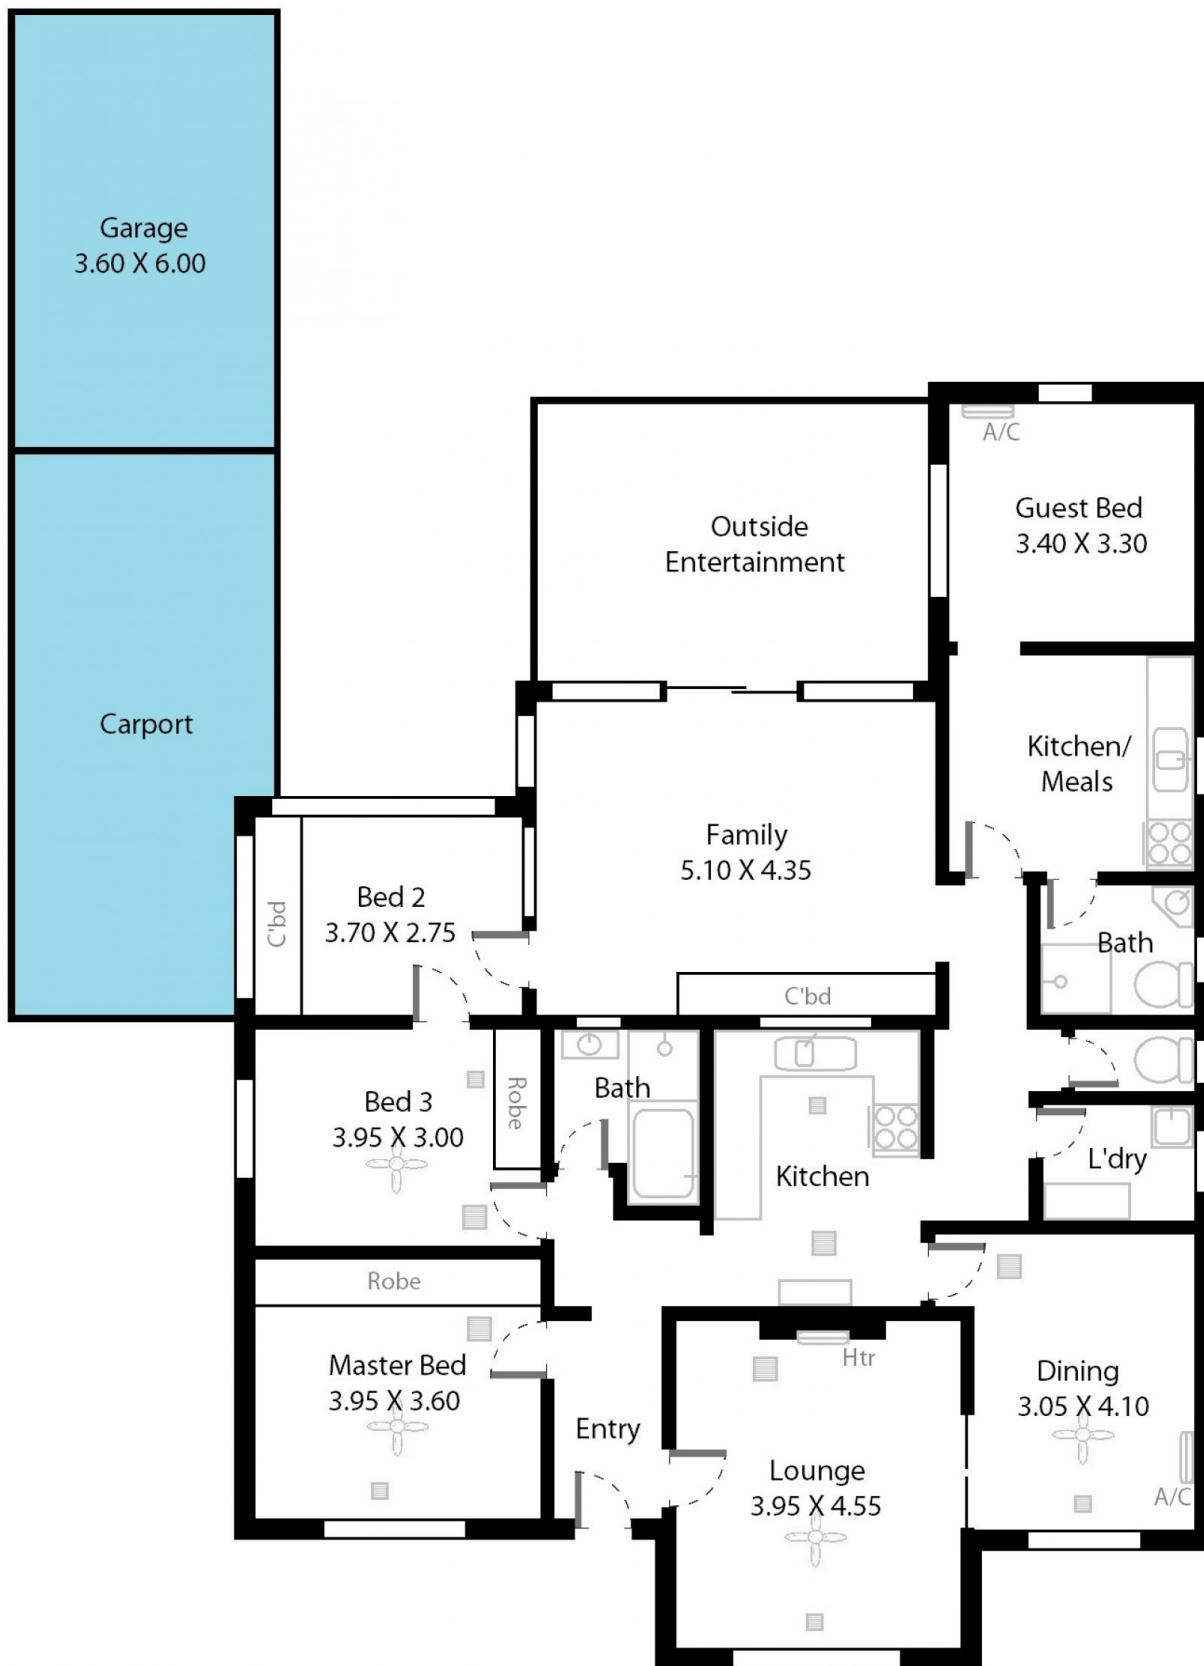 Garage
3.60 X 6.00
A/C
Guest Bed
3.40 X 3.30
Outside
Entertainment
Carport
Kitchen/
Meals
Family
5.10 X 4.35
Bed 2
3.70 X 2.75
C'bd
Bath
C'bd
Bath
Bed 3
3.95 X 3.00
Robe
Kitchen
L'dry
Robe
Master Bed
3.95 X 3.60
Htr
Dining
3.05 X 4.10
Entry
Lounge
3.95 X 4.55
A/C